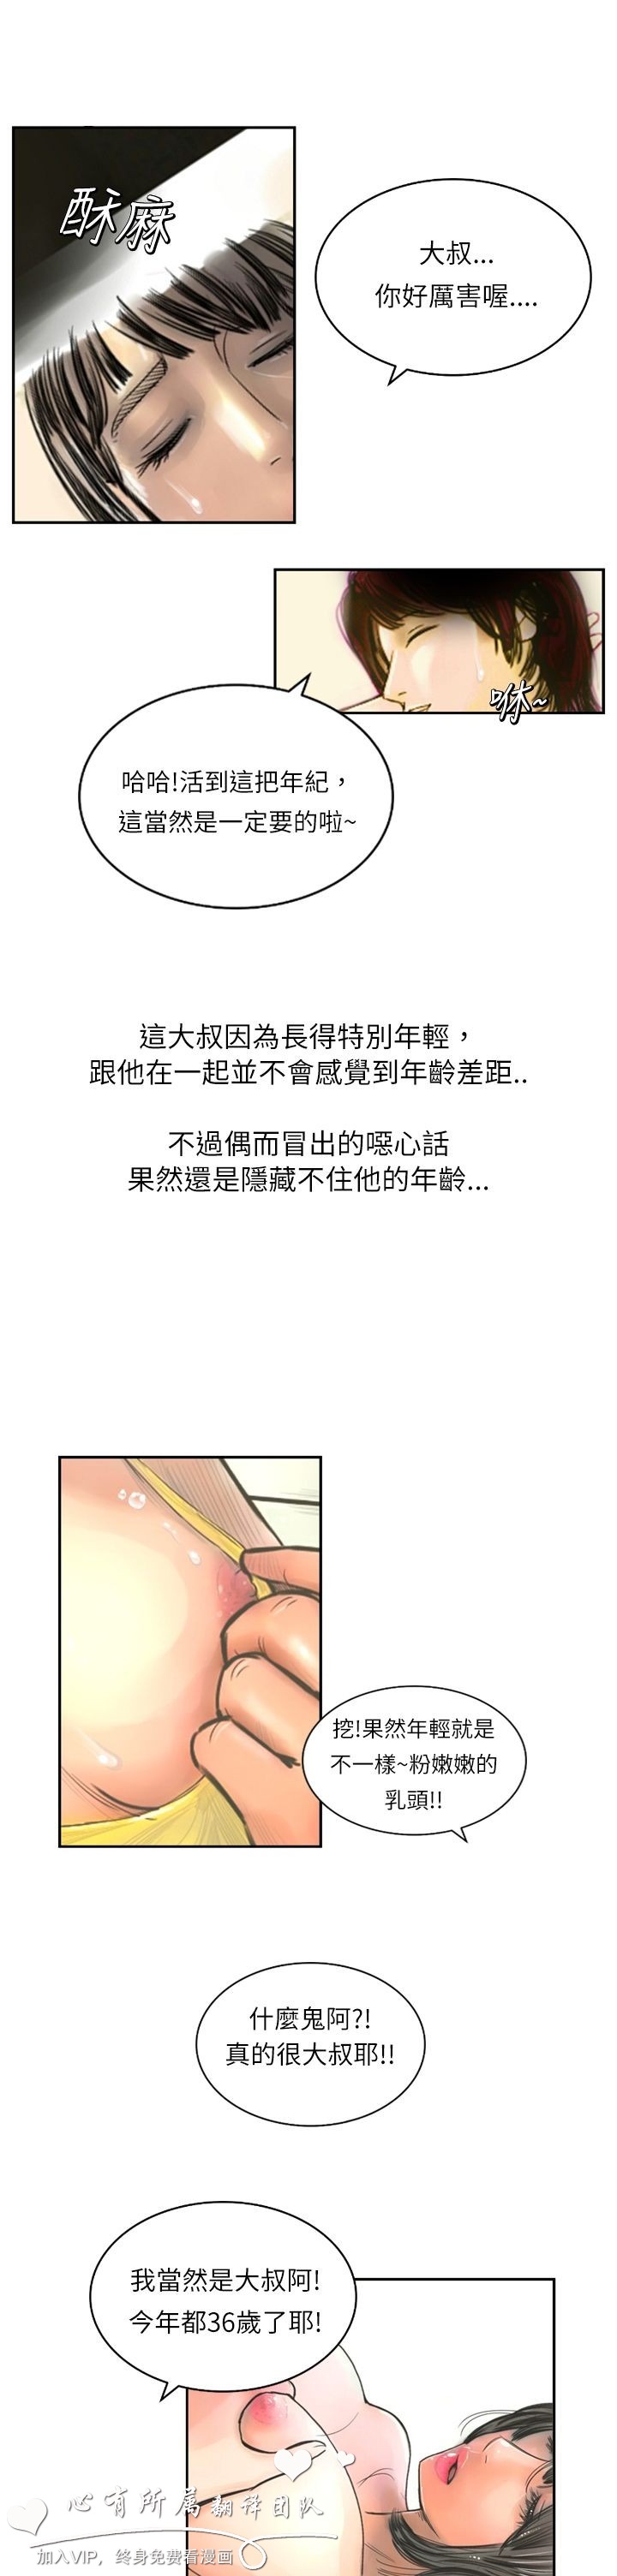 酥麻
大叔...
你好厲害喔....
咻~
哈哈!活到這把年紀，
這當然是一定要的啦~
這大叔因為長得特別年輕，
跟他在一起並不會感覺到年齡差距..
不過偶而冒出的噁心話
果然還是隱藏不住他的年齡...
挖!果然年輕就是
不一樣~粉嫩嫩的
乳頭!!
什麼鬼阿?!
真的很大叔耶!!
我當然是大叔阿!
今年都36歲了耶!
心有所属翻译团队
加入VIP，终身免费看漫画